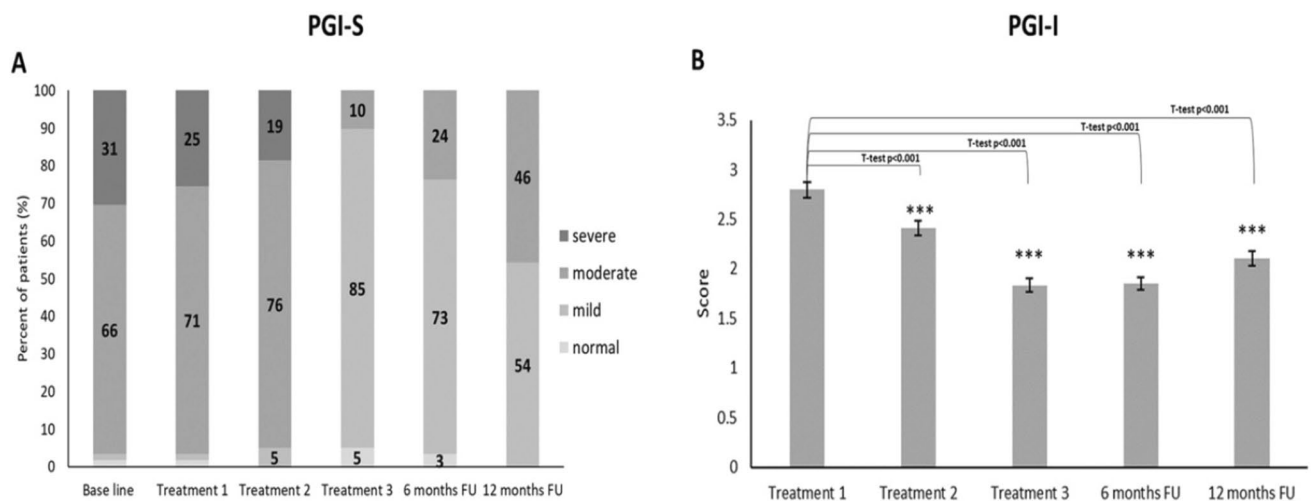 PGI-S
A
Percent of patients (%)
100
90
80
70
60
50
40
30
20
10
0
31
66
25
71
19
76
5
10
85
5
24
73
3
46
54
Base line
Treatment 1
Treatment 2
Treatment 3
6 months FU
12 months FU
severe
moderate
mild
normal
PGI-I
B
Score
3.5
3
2.5
2
1.5
1
0.5
0
T-test p<0.001
T-test p<0.001
T-test p<0.001
T-test p<0.001
***
***
***
***
Treatment 1
Treatment 2
Treatment 3
6 months FU
12 months FU